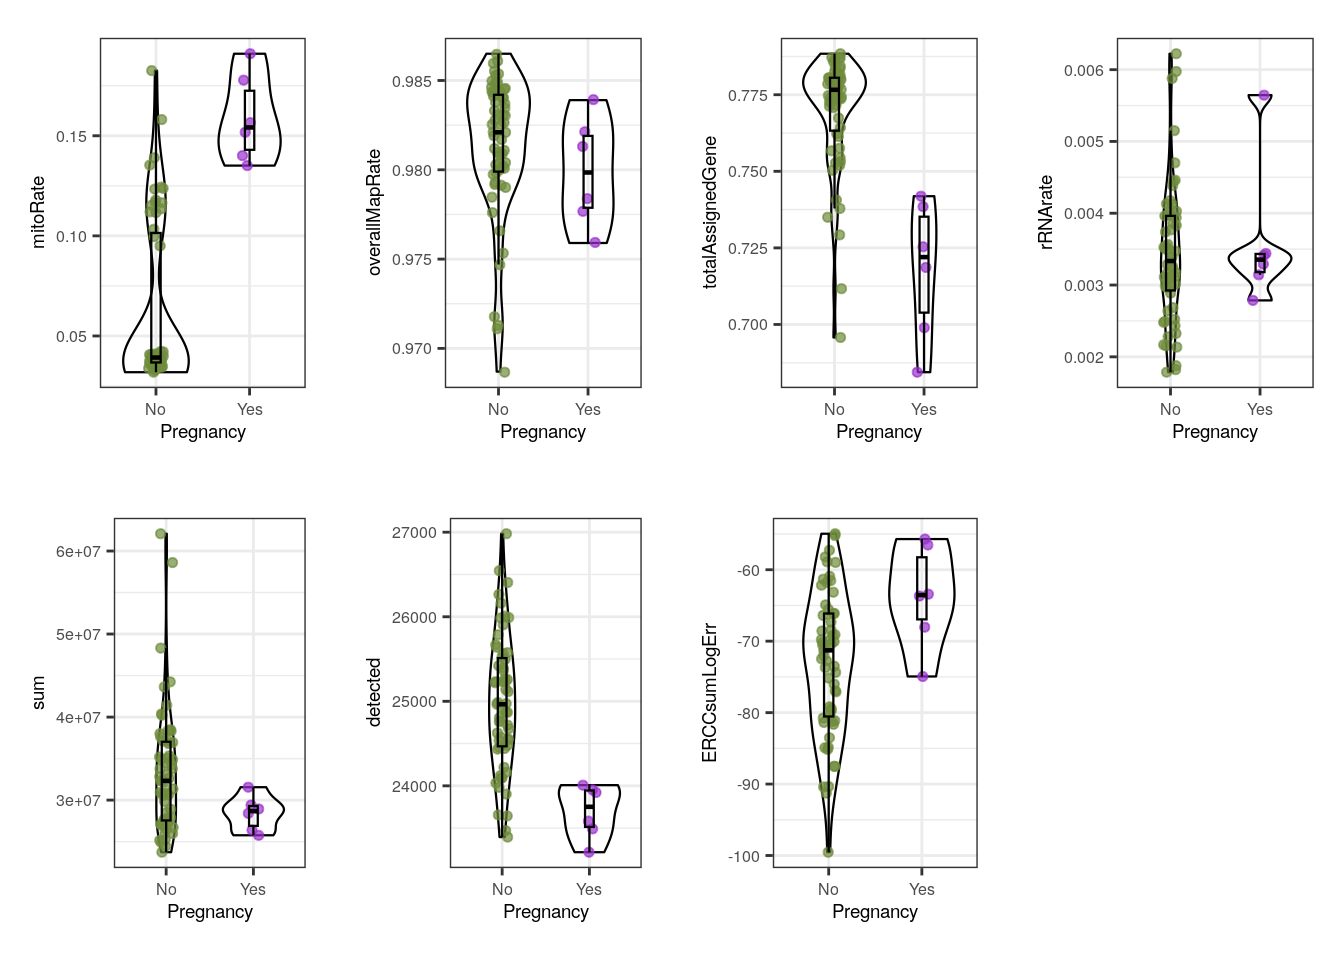 mitoRate
0.15
0.10
0.05
No
Yes
Pregnancy
overallMapRate
0.985
0.980
0.975
0.970
No
Yes
Pregnancy
totalAssignedGene
0.775
0.750
0.725
0.700
No
Yes
Pregnancy
rRNArate
0.006
0.005
0.004
0.003
0.002
No
Yes
Pregnancy
sum
6e+07
5e+07
4e+07
3e+07
No
Yes
Pregnancy
detected
27000
26000
25000
24000
No
Yes
Pregnancy
ERCCsumLogErr
-60
-70
-80
-90
-100
No
Yes
Pregnancy